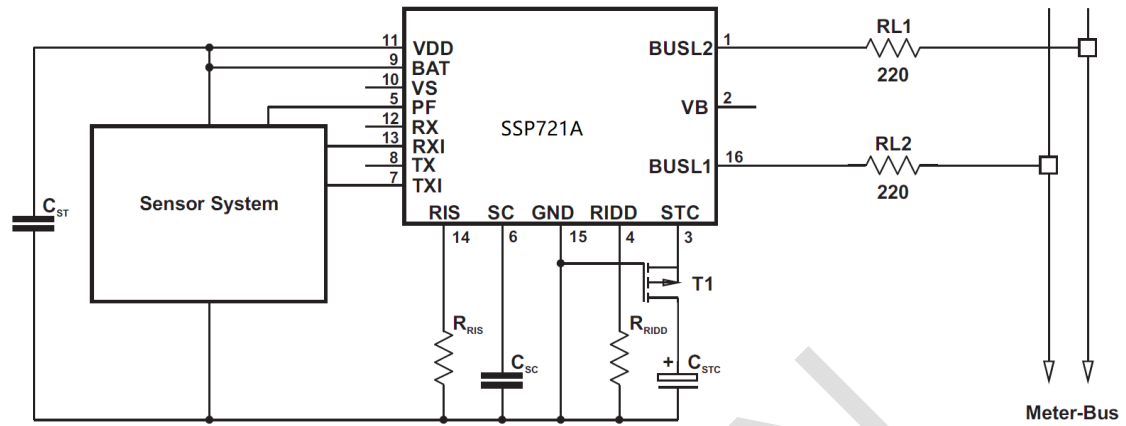 RL1
220
RL2
220
Meter-Bus
SSP721A
11 VDD
9 BAT
10 VS
5 PF
12 RX
13 RXI
8 TX
7 TXI
BUSL2 1
VB 2
BUSL1 16
RIS SC GND RIDD STC
14 6 15 4 3
Sensor System
CST
T1
RRIS
CSC
RRIDD
+ CSTC